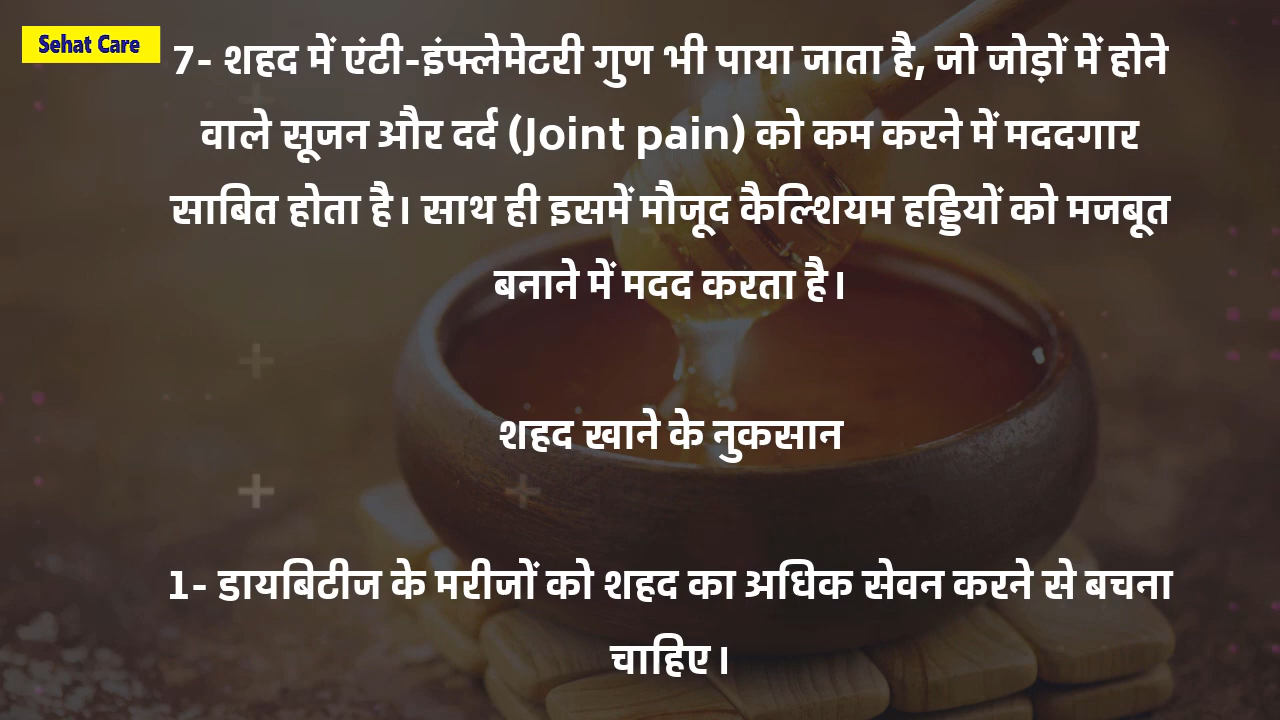 Sehat Care
7- शहद में एंटी-इंफ्लेमेटरी गुण भी पाया जाता है, जो जोड़ों में होने
वाले सूजन और दर्द (Joint pain) को कम करने में मददगार
साबित होता है। साथ ही इसमें मौजूद कैल्शियम हड्डियों को मजबूत
बनाने में मदद करता है।
शहद खाने के नुकसान
1- डायबिटीज के मरीजों को शहद का अधिक सेवन करने से बचना
चाहिए।